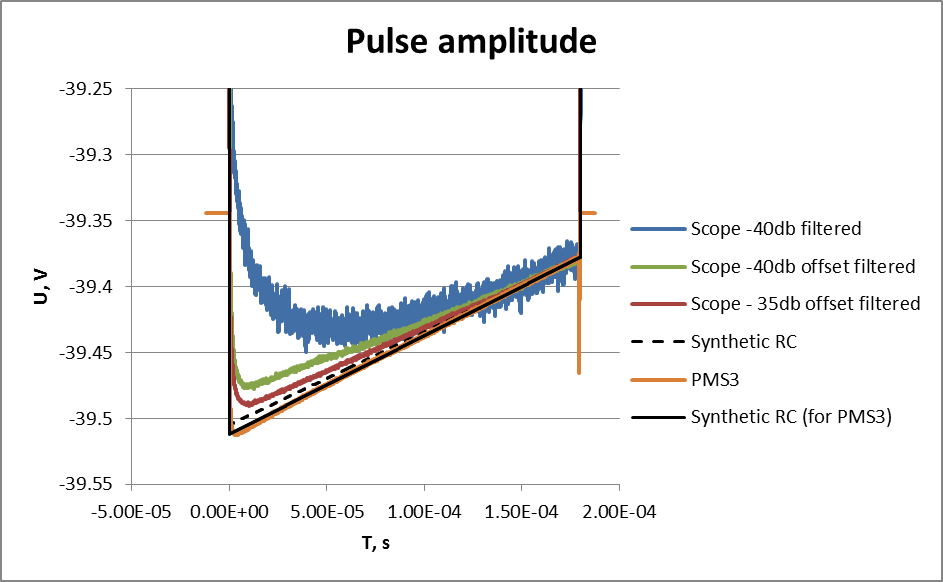 Pulse amplitude
-39.25
-39.3
-39.35
-39.4
-39.45
-39.5
-39.55
U, V
-5.00E-05 0.00E+00 5.00E-05 1.00E-04 1.50E-04 2.00E-04
T, s
Scope -40db filtered
Scope -40db offset filtered
Scope - 35db offset filtered
Synthetic RC
PMS3
Synthetic RC (for PMS3)